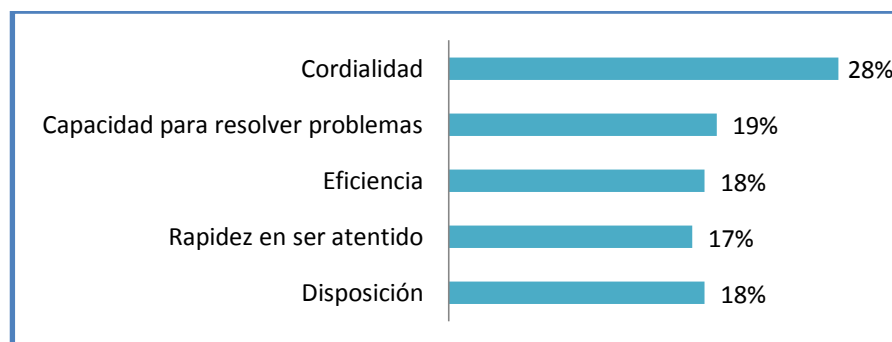 Cordialidad 28%
Capacidad para resolver problemas 19%
Eficiencia 18%
Rapidez en ser atentido 17%
Disposición 18%